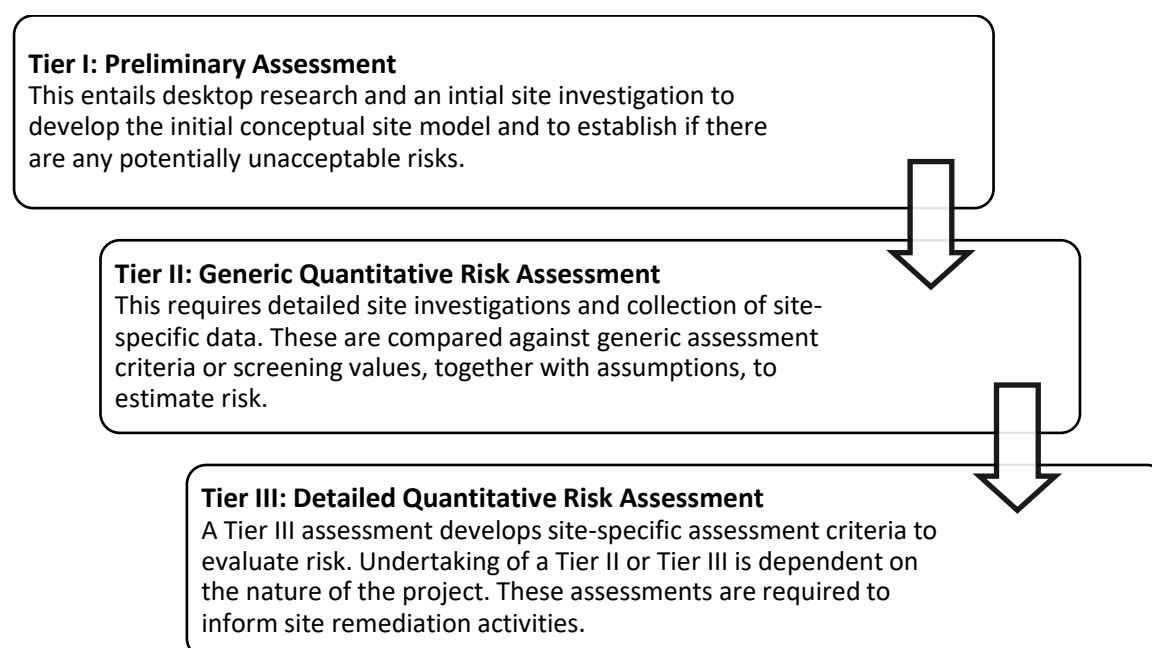 Tier I: Preliminary Assessment
This entails desktop research and an intial site investigation to
develop the initial conceptual site model and to establish if there
are any potentially unacceptable risks.
Tier II: Generic Quantitative Risk Assessment
This requires detailed site investigations and collection of site-
specific data. These are compared against generic assessment
criteria or screening values, together with assumptions, to
estimate risk.
Tier III: Detailed Quantitative Risk Assessment
A Tier III assessment develops site-specific assessment criteria to
evaluate risk. Undertaking of a Tier II or Tier III is dependent on
the nature of the project. These assessments are required to
inform site remediation activities.